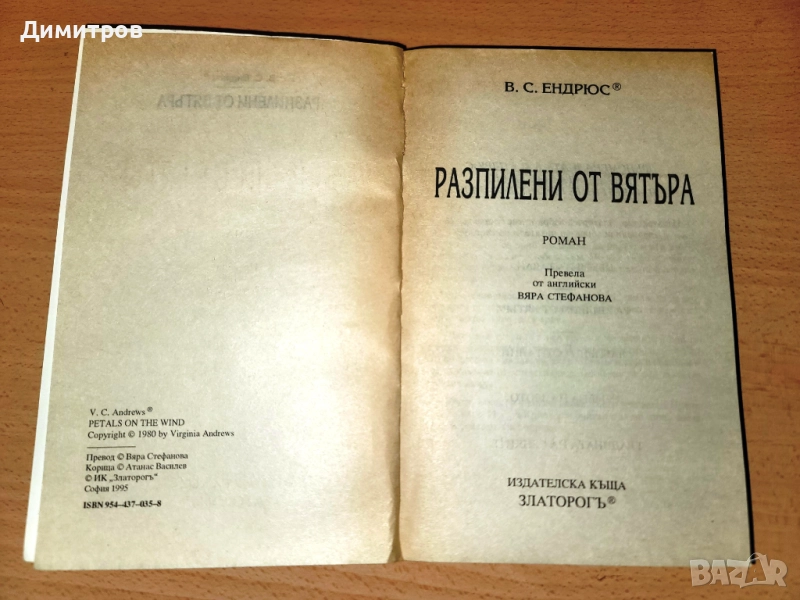 Димитров
V. C. Andrews®
PETALS ON THE WIND
Copyright © 1980 by Virginia Andrews
Превод © Вяра Стефанова
Корица © Атанас Василев
© ИК „Златорогъ”
София 1995
ISBN 954–437–035–8
В. С. ЕНДРЮС®
РАЗПИЛЕНИ ОТ ВЯТЪРА
РОМАН
Превела
от английски
ВЯРА СТЕФАНОВА
ИЗДАТЕЛСКА КЪЩА
ЗЛАТОРОГЪ®
BAZAR